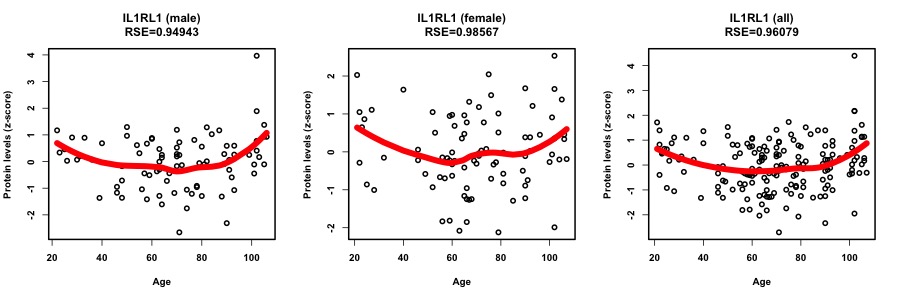 IL1RL1 (male)
RSE=0.94943
Protein levels (z-score)
4
3
2
1
0
-1
-2
20 40 60 80 100
Age
IL1RL1 (female)
RSE=0.98567
Protein levels (z-score)
2
1
0
-1
-2
20 40 60 80 100
Age
IL1RL1 (all)
RSE=0.96079
Protein levels (z-score)
4
3
2
1
0
-1
-2
20 40 60 80 100
Age